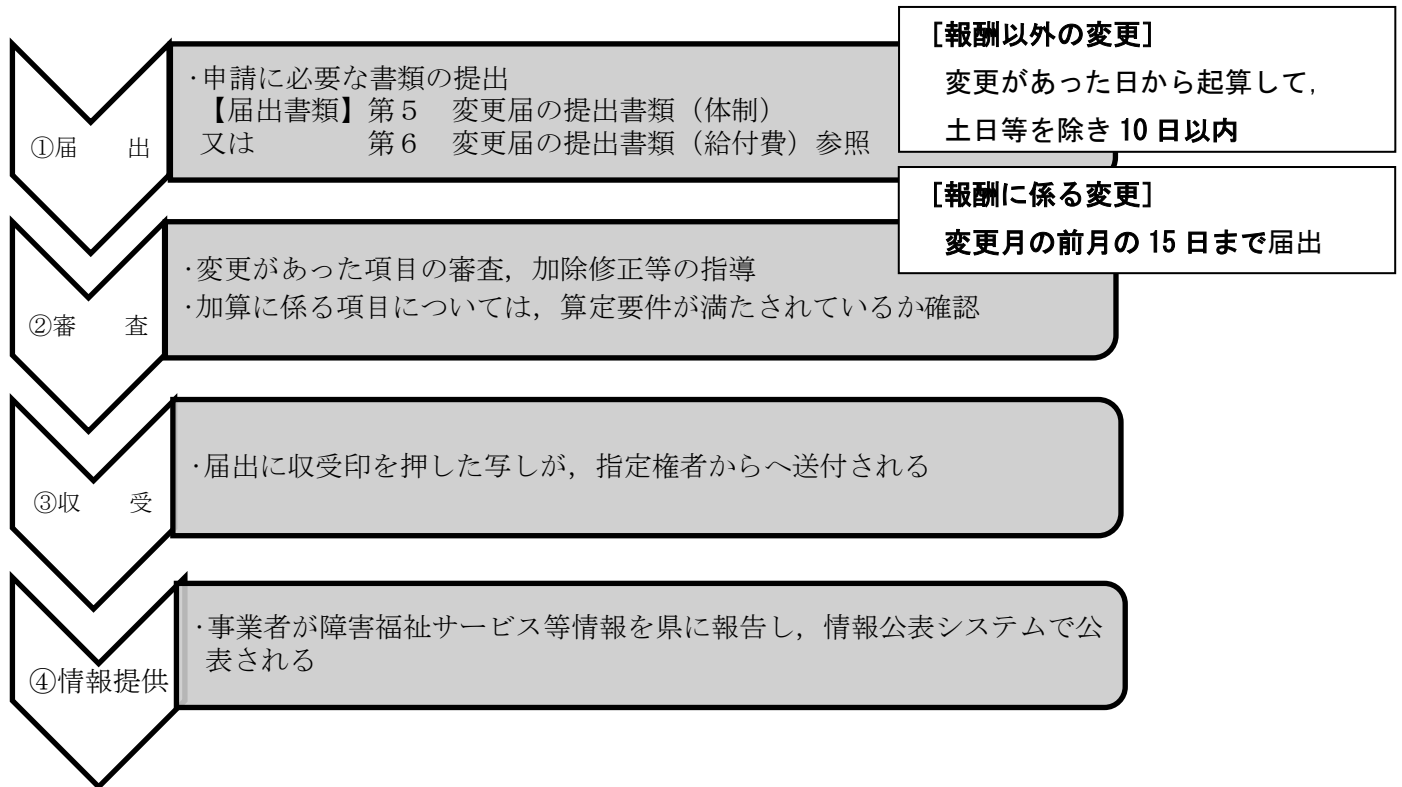 [報酬以外の変更]
変更があった日から起算して,
土日等を除き 10 日以内
①届　出
・申請に必要な書類の提出
【届出書類】第5　変更届の提出書類（体制）
又は　第6　変更届の提出書類（給付費）参照
[報酬に係る変更]
変更月の前月の 15 日まで届出
②審　査
・変更があった項目の審査，加除修正等の指導
・加算に係る項目については，算定要件が満たされているか確認
③収　受
・届出に収受印を押した写しが，指定権者からへ送付される
④情報提供
・事業者が障害福祉サービス等情報を県に報告し，情報公表システムで公
表される